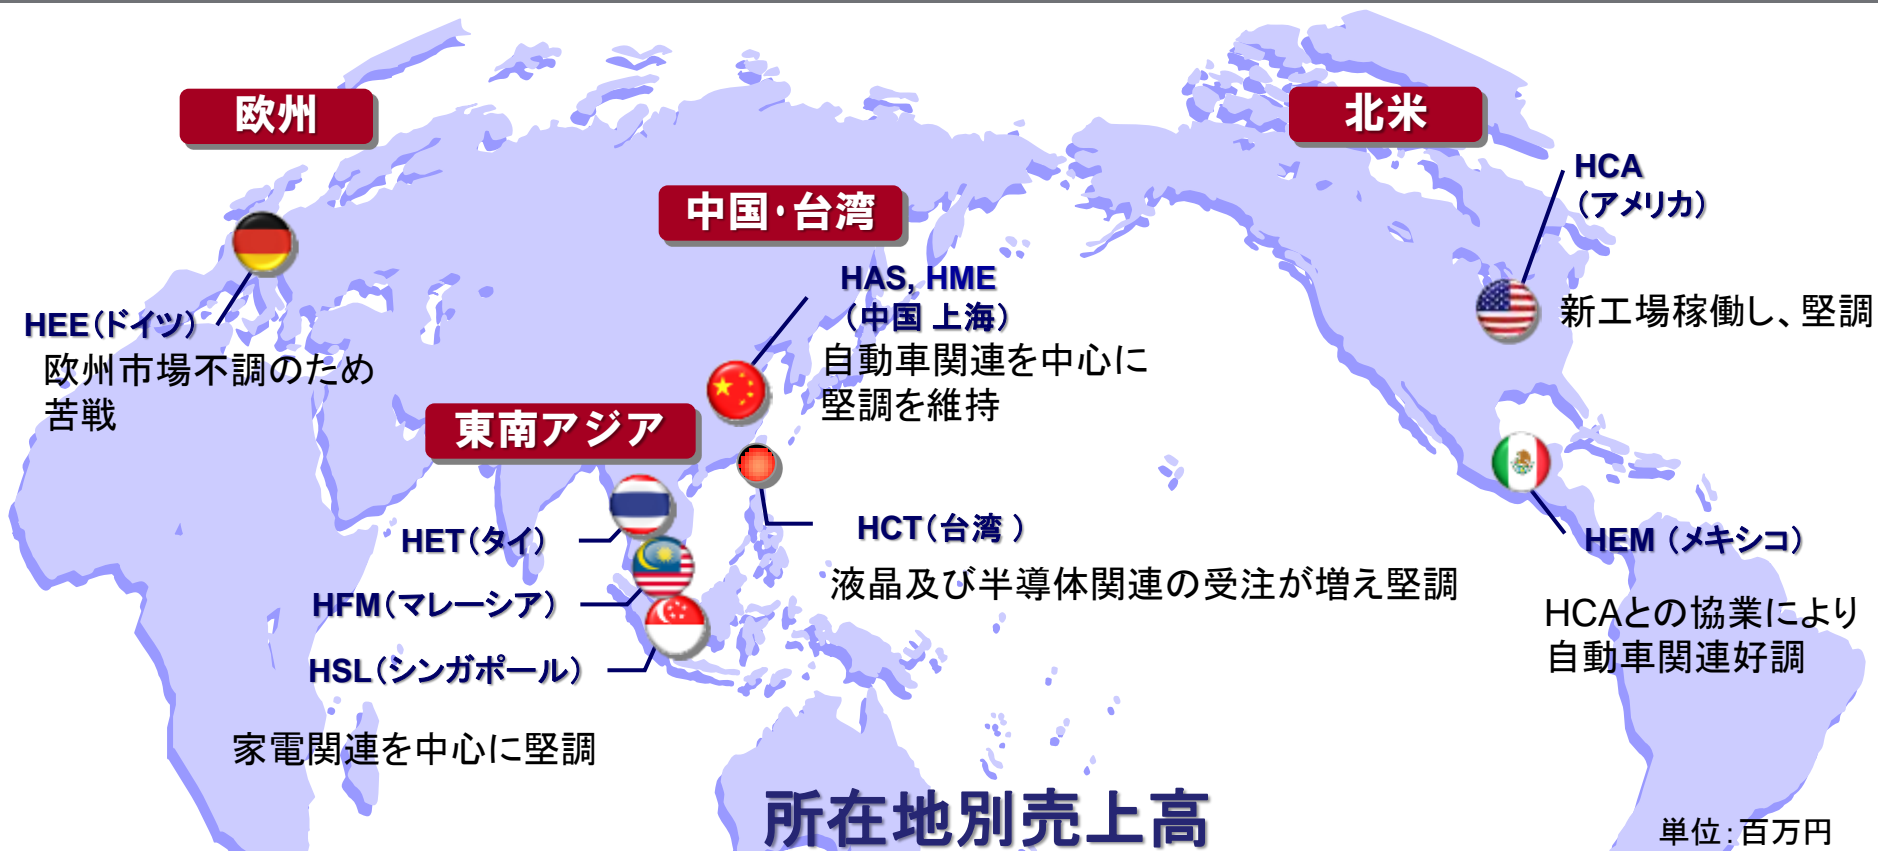 欧州
北米
HCA
（アメリカ）
中国・台湾
HAS, HME
（中国 上海）
新工場稼働し、堅調
HEE（ドイツ）
欧州市場不調のため
苦戦
自動車関連を中心に
堅調を維持
東南アジア
HET（タイ）
HCT（台湾 ）
HEM （メキシコ）
液晶及び半導体関連の受注が増え堅調
HFM（マレーシア）
HCAとの協業により
自動車関連好調
HSL（シンガポール）
家電関連を中心に堅調
所在地別売上高
単位：百万円